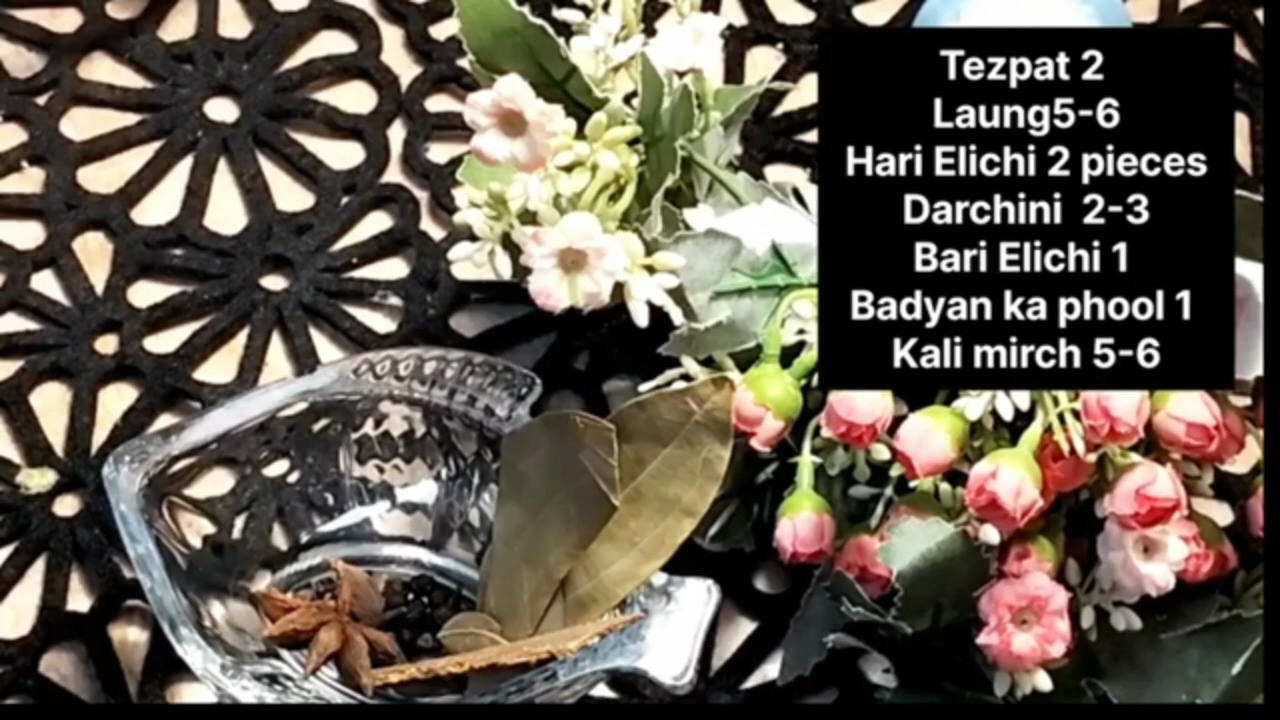 Tezpat 2
Laung5-6
Hari Elichi 2 pieces
Darchini 2-3
Bari Elichi 1
Badyan ka phool 1
Kali mirch 5-6